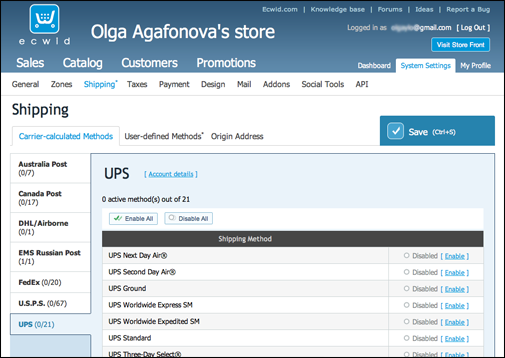 Ecwid.com | Knowledge base | Forums | Ideas | Report a Bug
ecwid
Olga Agafonova's store
Logged in as @gmail.com [ Log Out ]
Visit Store Front
Sales Catalog Customers Promotions
Dashboard System Settings My Profile
General Zones Shipping* Taxes Payment Design Mail Addons Social Tools API
Shipping
Carrier-calculated Methods User-defined Methods* Origin Address
Save (Ctrl+S)
Australia Post
(0/7)
Canada Post
(0/17)
DHL/Airborne
(0/1)
EMS Russian Post
(1/1)
FedEx (0/20)
U.S.P.S. (0/67)
UPS (0/21)
UPS [ Account details ]
0 active method(s) out of 21
Enable All Disable All
Shipping Method
UPS Next Day Air® Disabled [ Enable ]
UPS Second Day Air® Disabled [ Enable ]
UPS Ground Disabled [ Enable ]
UPS Worldwide Express SM Disabled [ Enable ]
UPS Worldwide Expedited SM Disabled [ Enable ]
UPS Standard Disabled [ Enable ]
UPS Three-Day Select® Disabled [ Enable ]